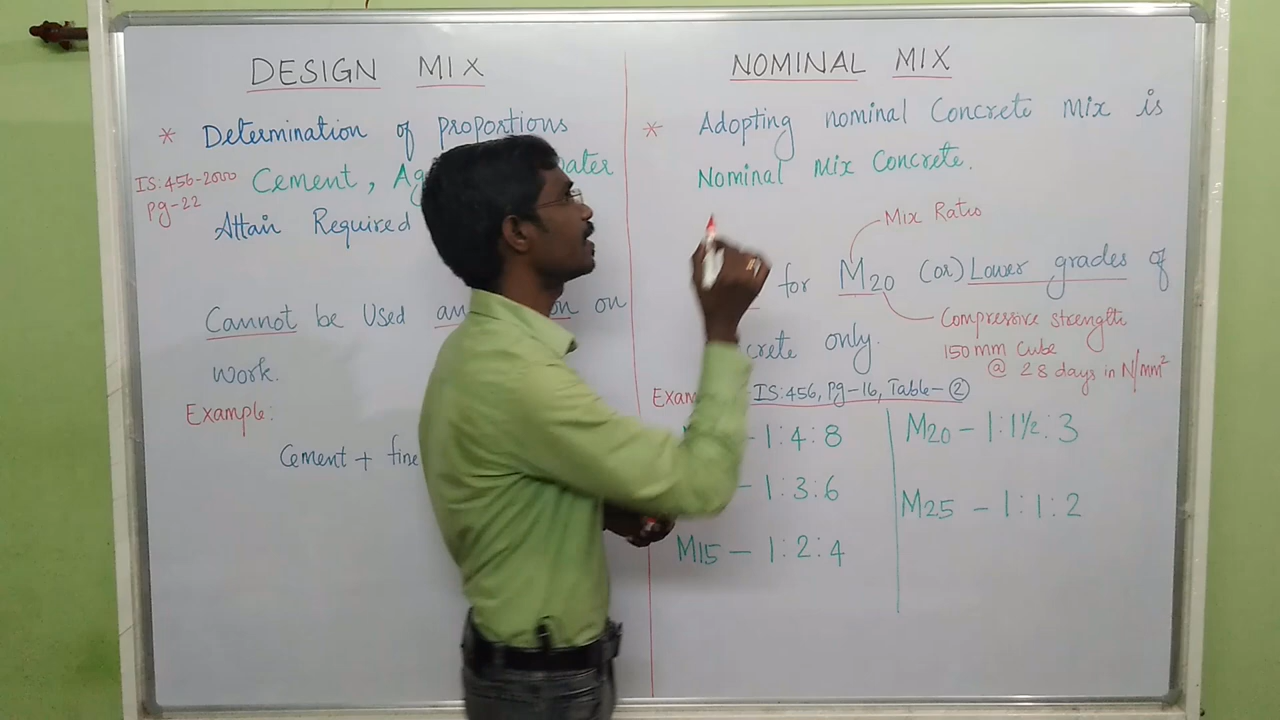 DESIGN MIX
* Determination of proportions
IS:456-2000
Pg-22
Cement, Ag ater
Attain Required
Cannot be Used an on on
work.
Example:
Cement + fine
NOMINAL MIX
* Adopting nominal Concrete Mix is
Nominal Mix Concrete.
Mix Ratio
for M20 (or) Lower grades of
Compressive strength
150 mm Cube
@ 28 days in N/mm²
crete only.
Exam IS:456, Pg-16, Table-②
- 1:4:8
- 1:3:6
M15 - 1:2:4
M20 - 1:1½:3
M25 - 1:1:2